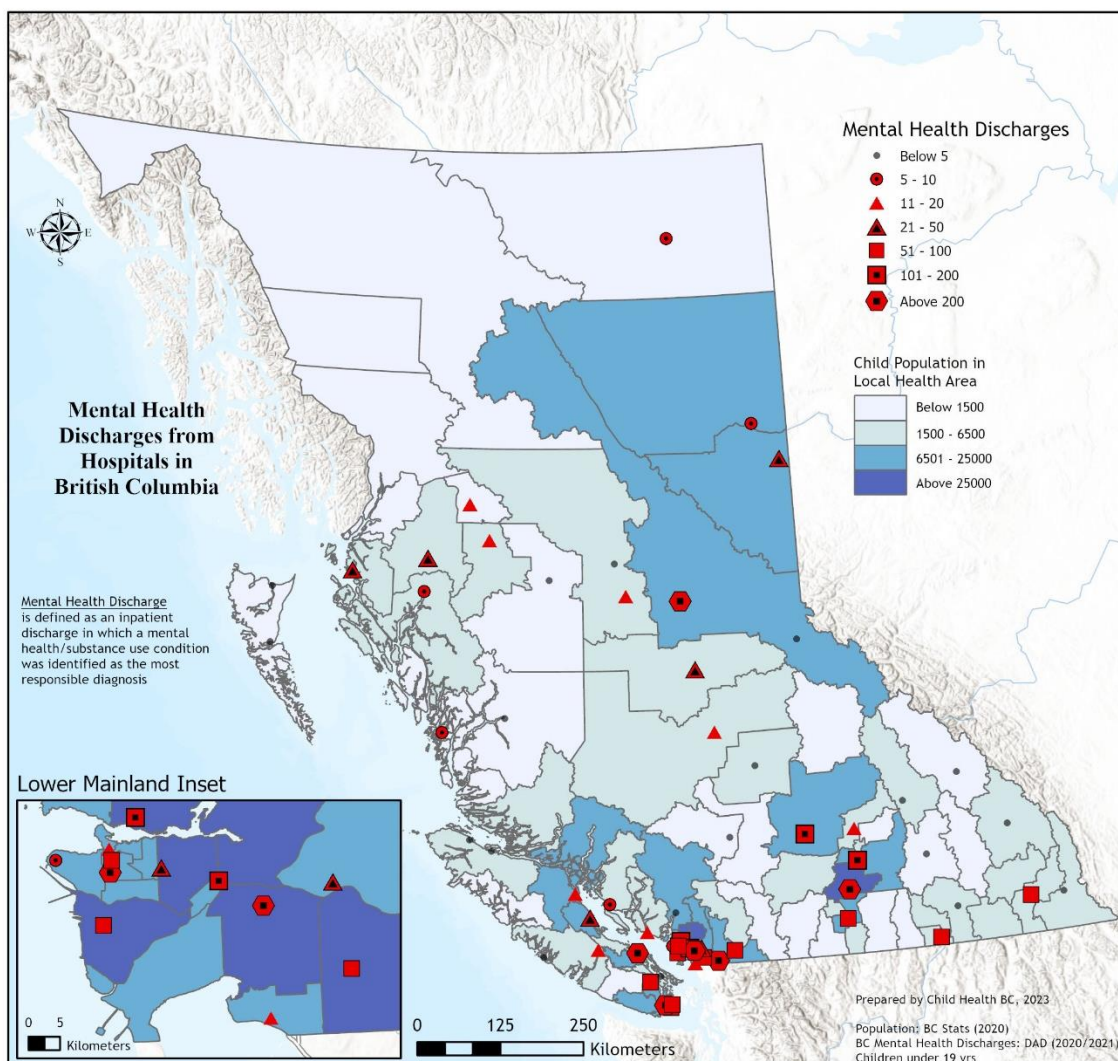 Mental Health Discharges
Below 5
5 - 10
11 - 20
21 - 50
51 - 100
101 - 200
Above 200
N
W E
S
Child Population in
Local Health Area
Below 1500
1500 - 6500
6501 - 25000
Above 25000
Mental Health
Discharges from
Hospitals in
British Columbia
Mental Health Discharge
is defined as an inpatient
discharge in which a mental
health/substance use condition
was identified as the most
responsible diagnosis
Lower Mainland Inset
0 5
Kilometers
0 125 250
Kilometers
Prepared by Child Health BC, 2023
Population: BC Stats (2020)
BC Mental Health Discharges: DAD (2020/2021)
Children under 19 yrs